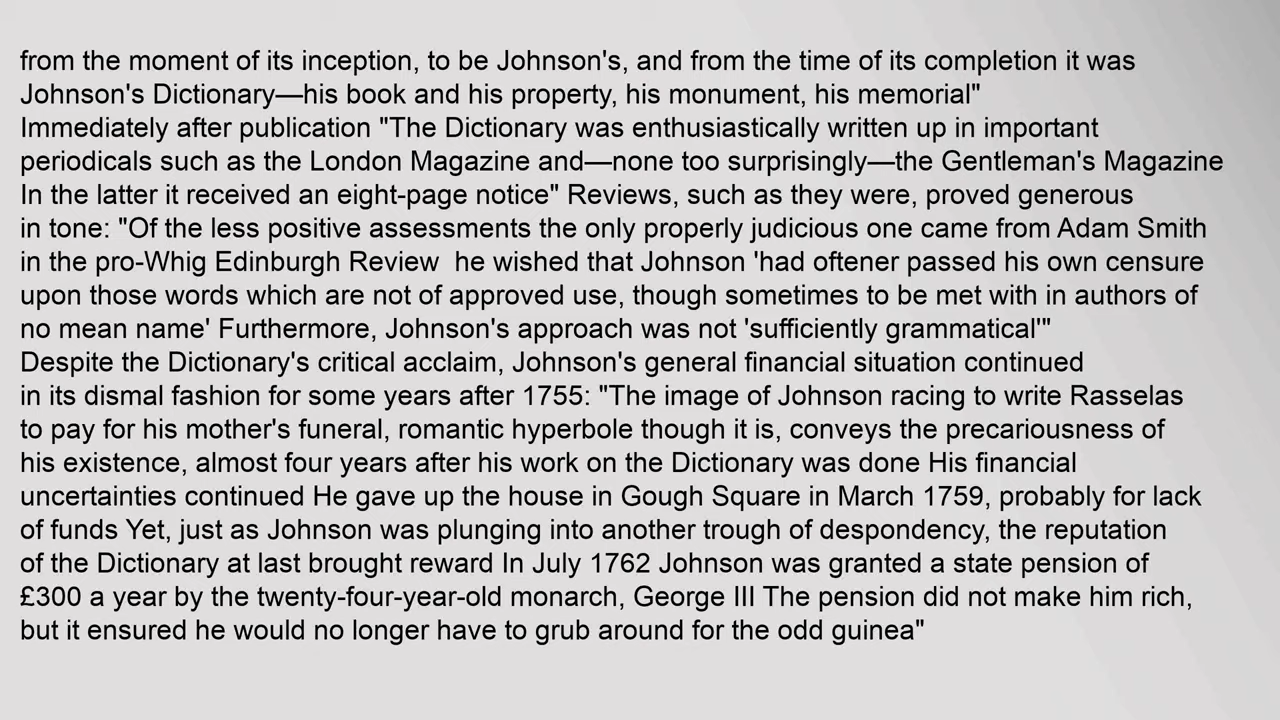 from the moment of its inception, to be Johnson's, and from the time of its completion it was
Johnson's Dictionary—his book and his property, his monument, his memorial"
Immediately after publication "The Dictionary was enthusiastically written up in important
periodicals such as the London Magazine and—none too surprisingly—the Gentleman's Magazine
In the latter it received an eight-page notice" Reviews, such as they were, proved generous
in tone: "Of the less positive assessments the only properly judicious one came from Adam Smith
in the pro-Whig Edinburgh Review  he wished that Johnson 'had oftener passed his own censure
upon those words which are not of approved use, though sometimes to be met with in authors of
no mean name' Furthermore, Johnson's approach was not 'sufficiently grammatical'"
Despite the Dictionary's critical acclaim, Johnson's general financial situation continued
in its dismal fashion for some years after 1755: "The image of Johnson racing to write Rasselas
to pay for his mother's funeral, romantic hyperbole though it is, conveys the precariousness of
his existence, almost four years after his work on the Dictionary was done His financial
uncertainties continued He gave up the house in Gough Square in March 1759, probably for lack
of funds Yet, just as Johnson was plunging into another trough of despondency, the reputation
of the Dictionary at last brought reward In July 1762 Johnson was granted a state pension of
£300 a year by the twenty-four-year-old monarch, George III The pension did not make him rich,
but it ensured he would no longer have to grub around for the odd guinea"